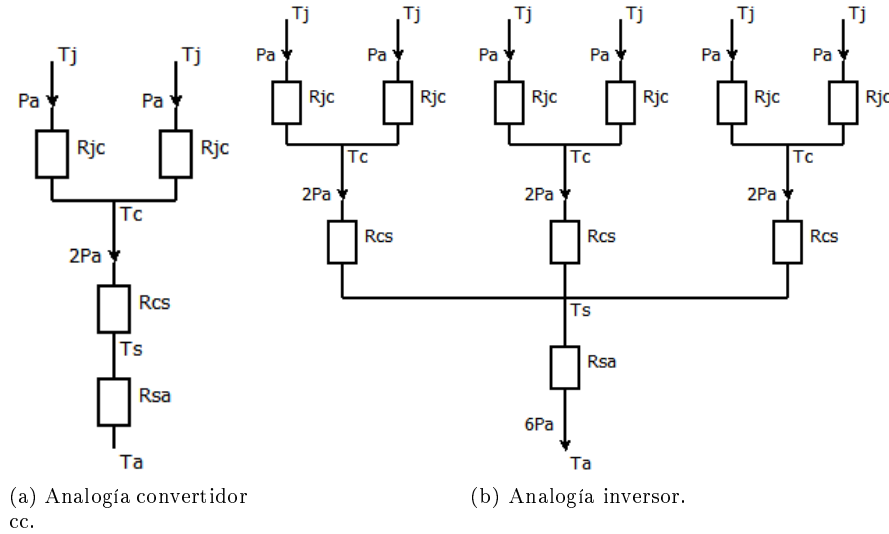 Tj Tj
Pa Pa
Rjc Rjc
Tc
2Pa
Rcs
Ts
Rsa
Ta
(a) Analogía convertidor
cc.
Tj Tj Tj Tj Tj Tj
Pa Pa Pa Pa Pa Pa
Rjc Rjc Rjc Rjc Rjc Rjc
Tc Tc Tc
2Pa 2Pa 2Pa
Rcs Rcs Rcs
Ts
Rsa
6Pa
Ta
(b) Analogía inversor.